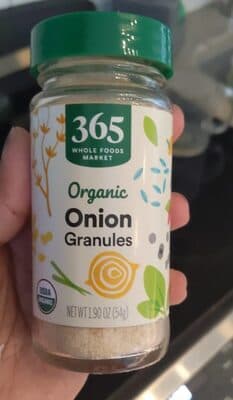 365
WHOLE FOODS
MARKET
Organic
Onion
Granules
USDA
ORGANIC
NET WT 1.90 OZ (54g)